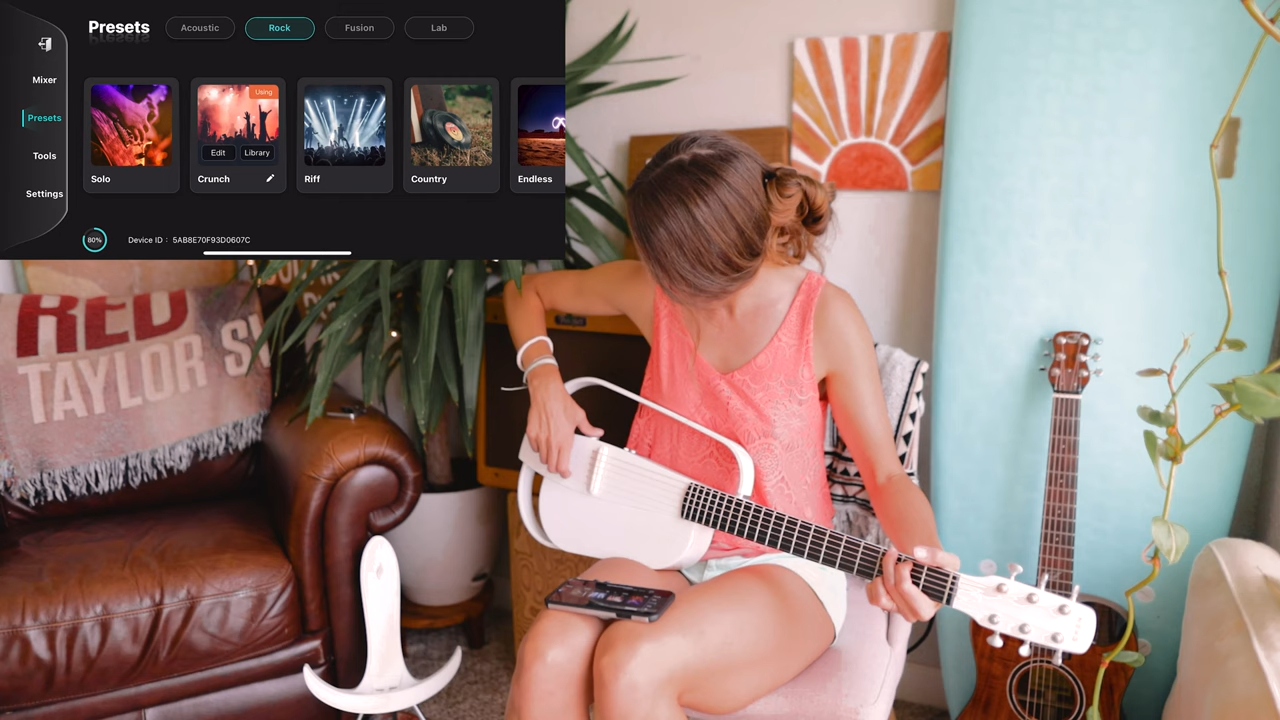 Presets
Acoustic
Rock
Fusion
Lab
Mixer
Presets
Tools
Settings
Using
Edit
Library
Solo
Crunch
Riff
Country
Endless
80%
Device ID : 5AB8E70F93D0607C
RED
TAYLOR